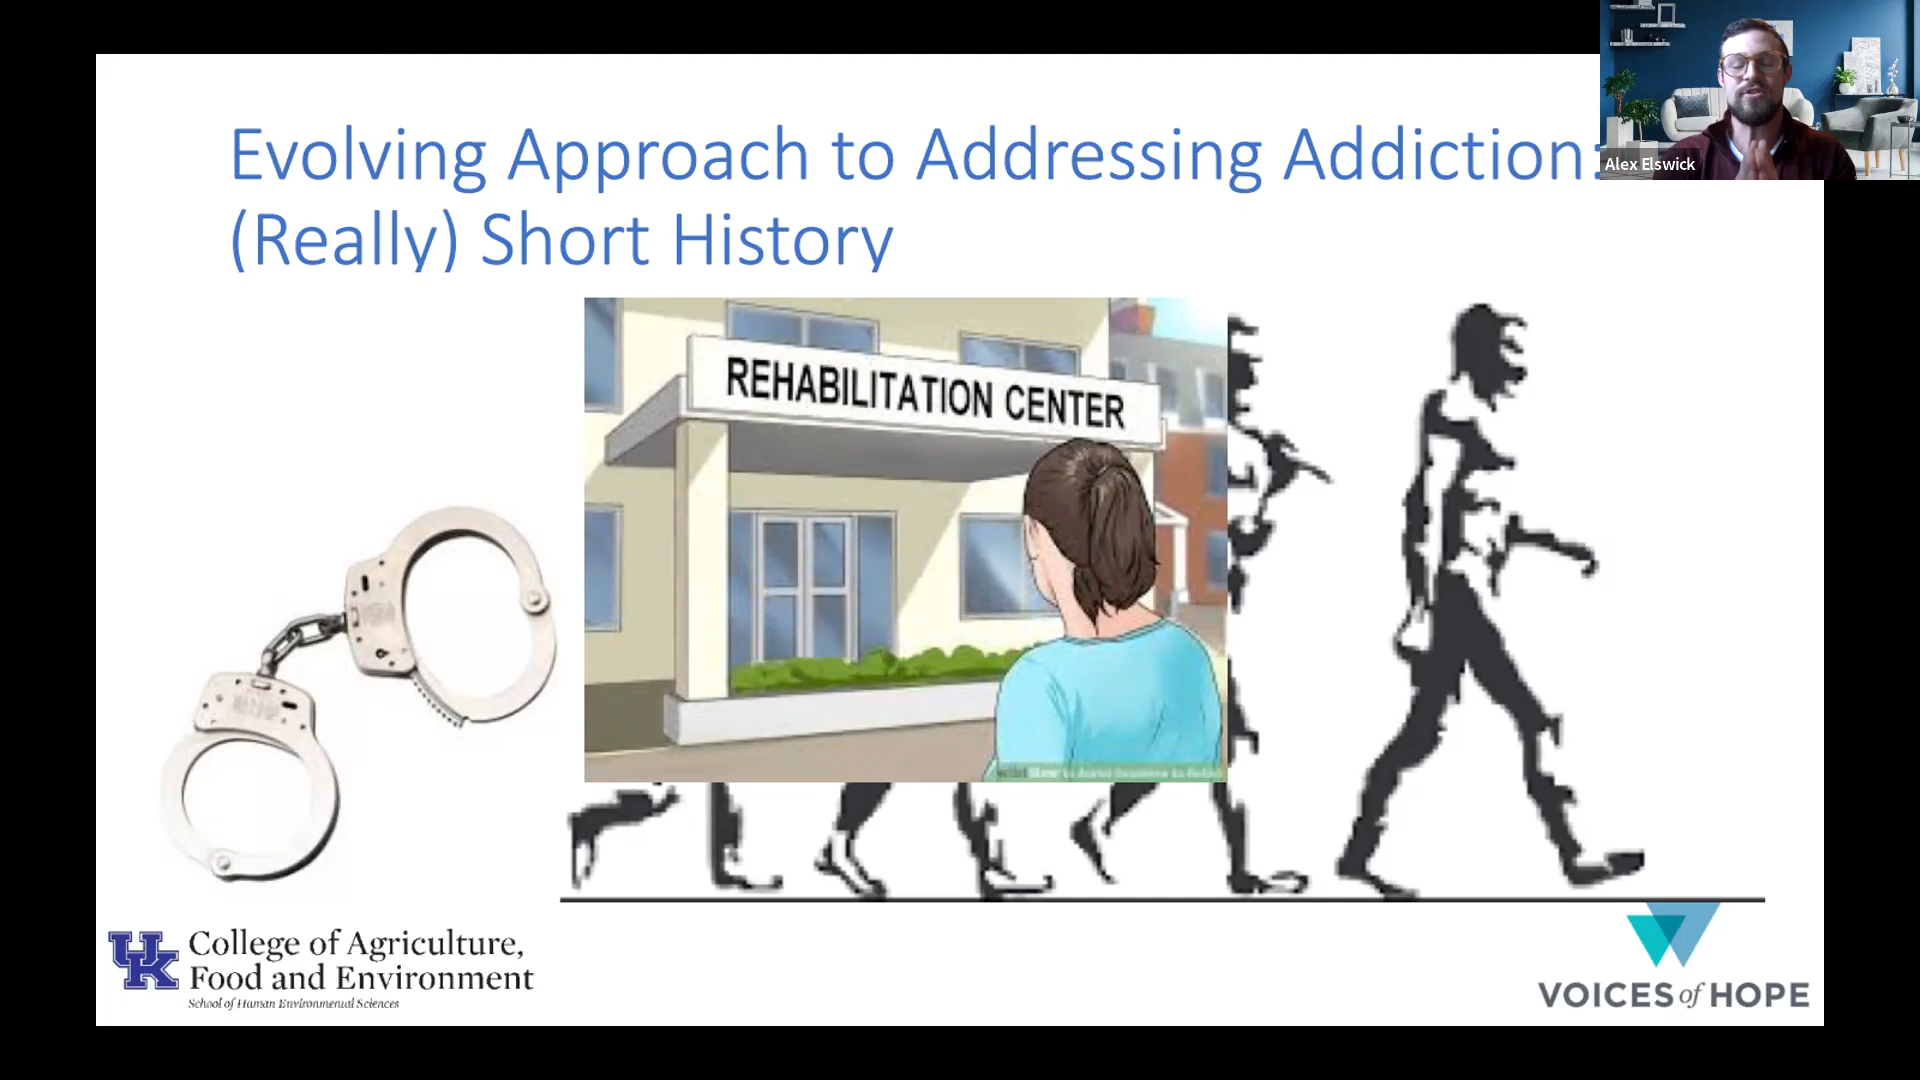 Evolving Approach to Addressing Addiction:
(Really) Short History
Alex Elswick
REHABILITATION CENTER
UK
College of Agriculture,
Food and Environment
School of Human Environmental Sciences
VOICES of HOPE